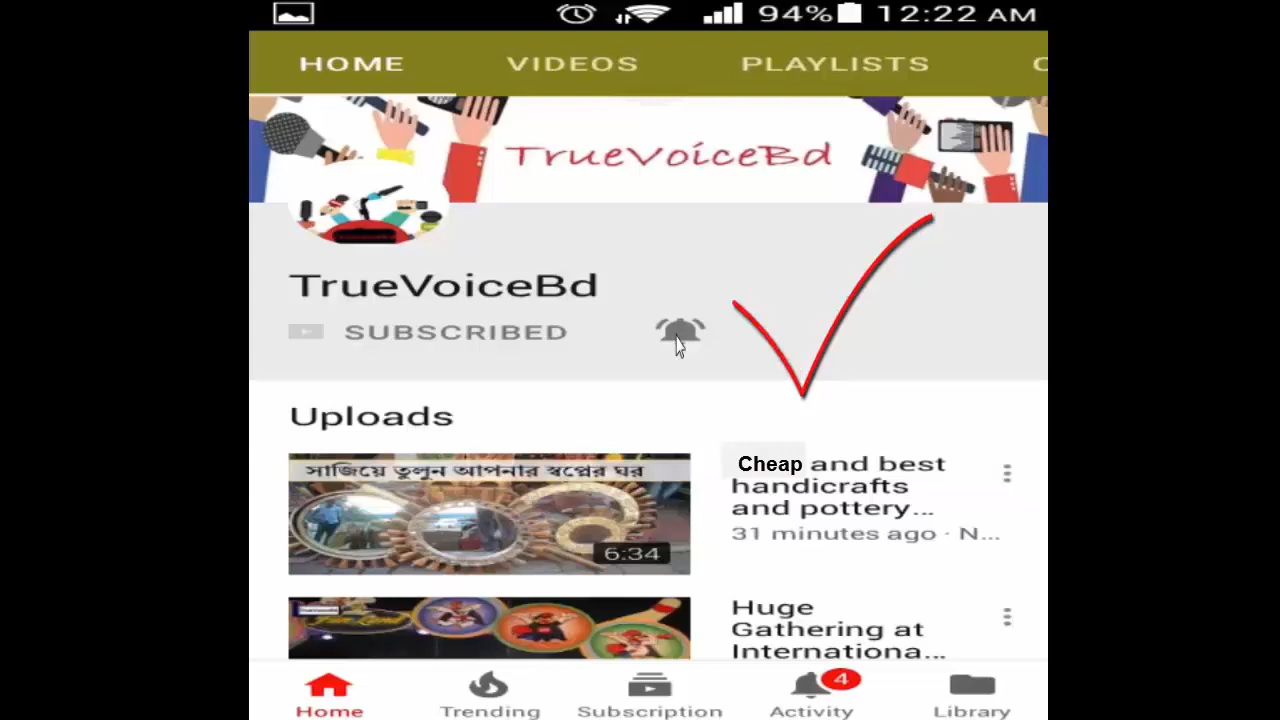 94% 12:22 AM
HOME VIDEOS PLAYLISTS
TrueVoiceBd
TrueVoiceBd
SUBSCRIBED
Uploads
সাজিয়ে তুলুন আপনার স্বপ্নের ঘর
6:34
Cheap and best
handicrafts
and pottery...
31 minutes ago · N...
Huge
Gathering at
Internationa...
4
Home Trending Subscription Activity Library